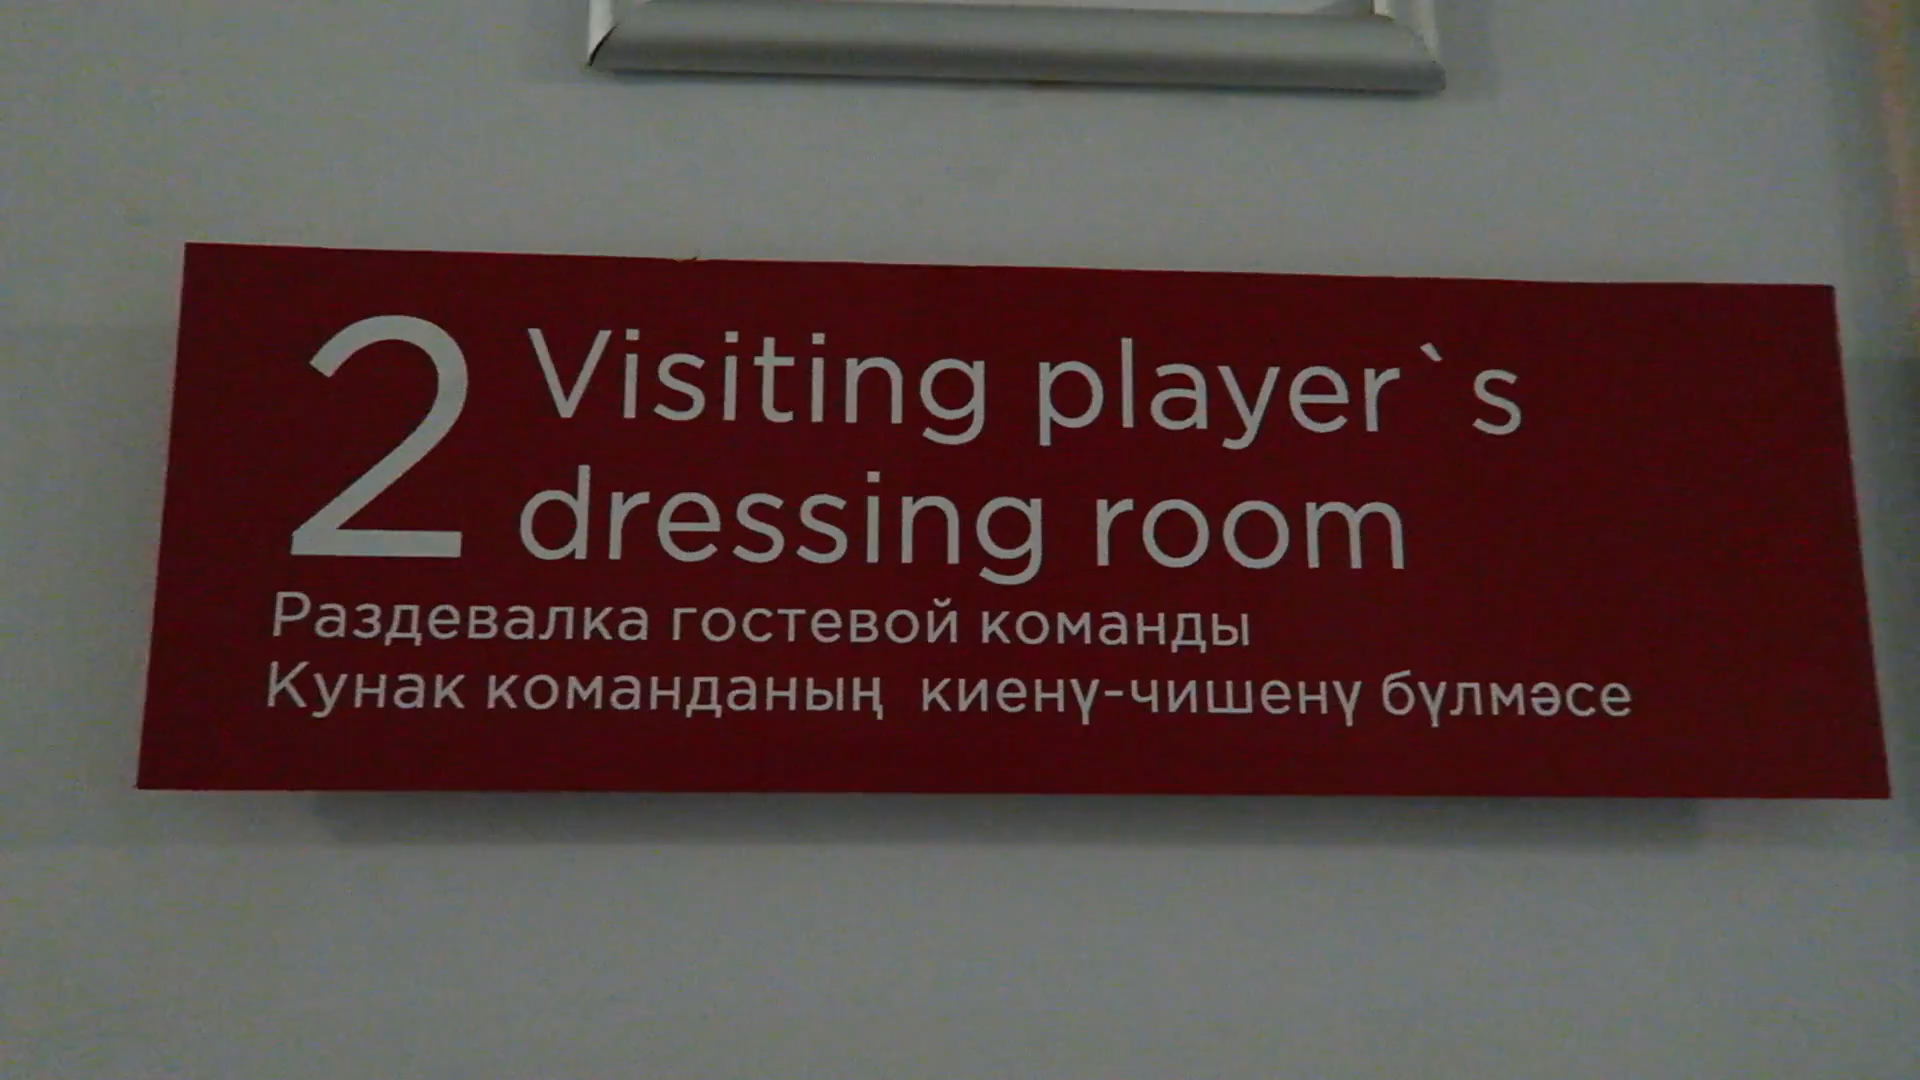 2 Visiting player`s
dressing room
Раздевалка гостевой команды
Кунак команданың киенү-чишенү бүлмәсе